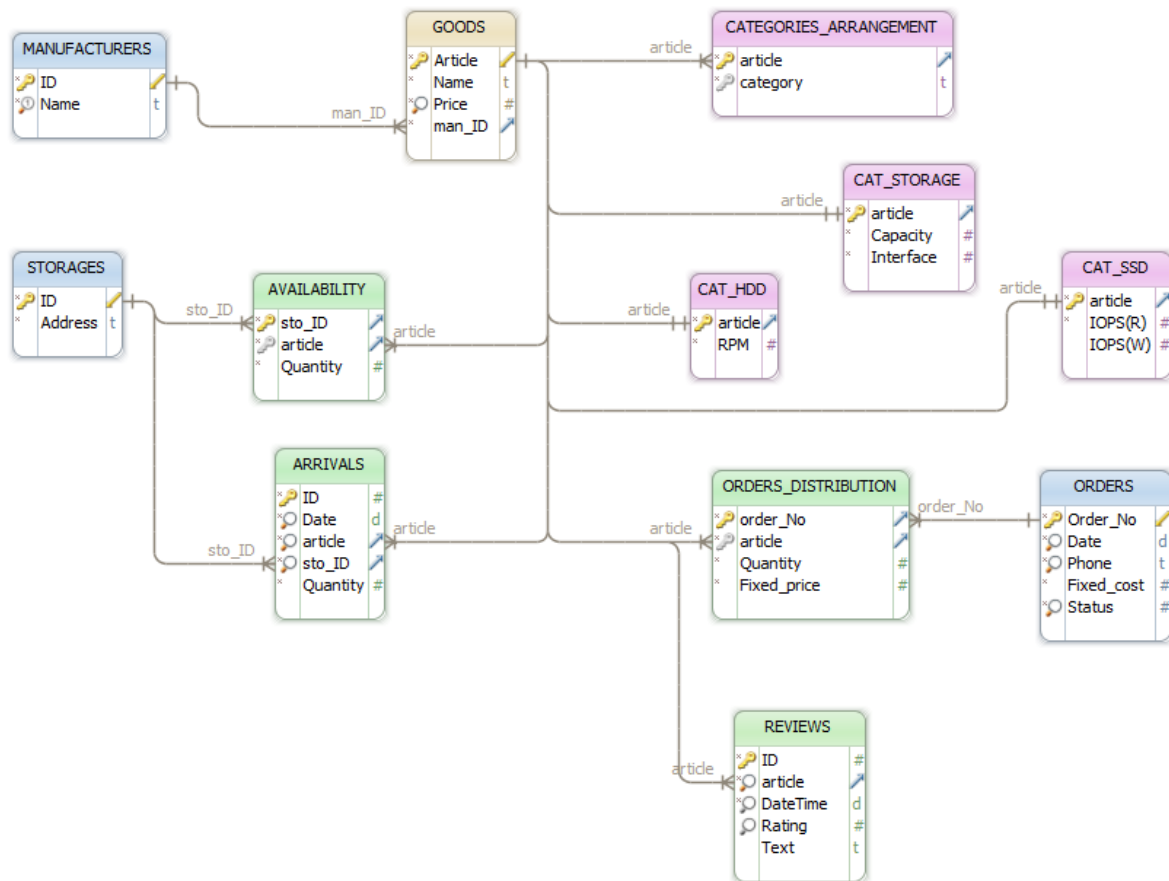 MANUFACTURERS
ID
Name t
man_ID
GOODS
Article
Name t
Price #
man_ID
article
CATEGORIES_ARRANGEMENT
article
category t
article
CAT_STORAGE
article
Capacity #
Interface #
STORAGES
ID
Address t
sto_ID
AVAILABILITY
sto_ID
article
Quantity #
article
article
CAT_HDD
article
RPM #
article
CAT_SSD
article
IOPS(R) #
IOPS(W) #
sto_ID
ARRIVALS
ID #
Date d
article
sto_ID
Quantity #
article
article
ORDERS_DISTRIBUTION
order_No
article
Quantity #
Fixed_price #
order_No
ORDERS
Order_No
Date d
Phone t
Fixed_cost #
Status #
article
REVIEWS
ID #
article
DateTime d
Rating #
Text t